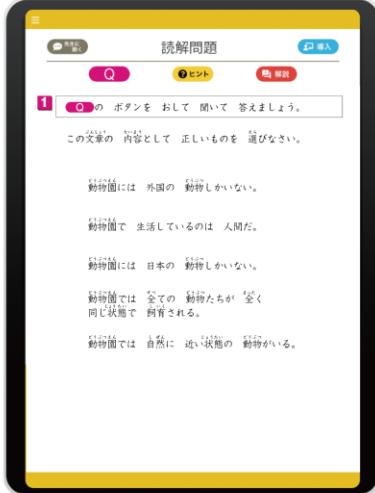 先生に
聞く
読解問題
導入
Q
ヒント
解説
1
Qの ボタンを おして 聞いて 答えましょう。
この文章の 内容として 正しいものを 選びなさい。
動物園には 外国の 動物しかいない。
動物園で 生活しているのは 人間だ。
動物園には 日本の 動物しかいない。
動物園では 全ての 動物たちが 全く
同じ状態で 飼育される。
動物園では 自然に 近い状態の 動物がいる。